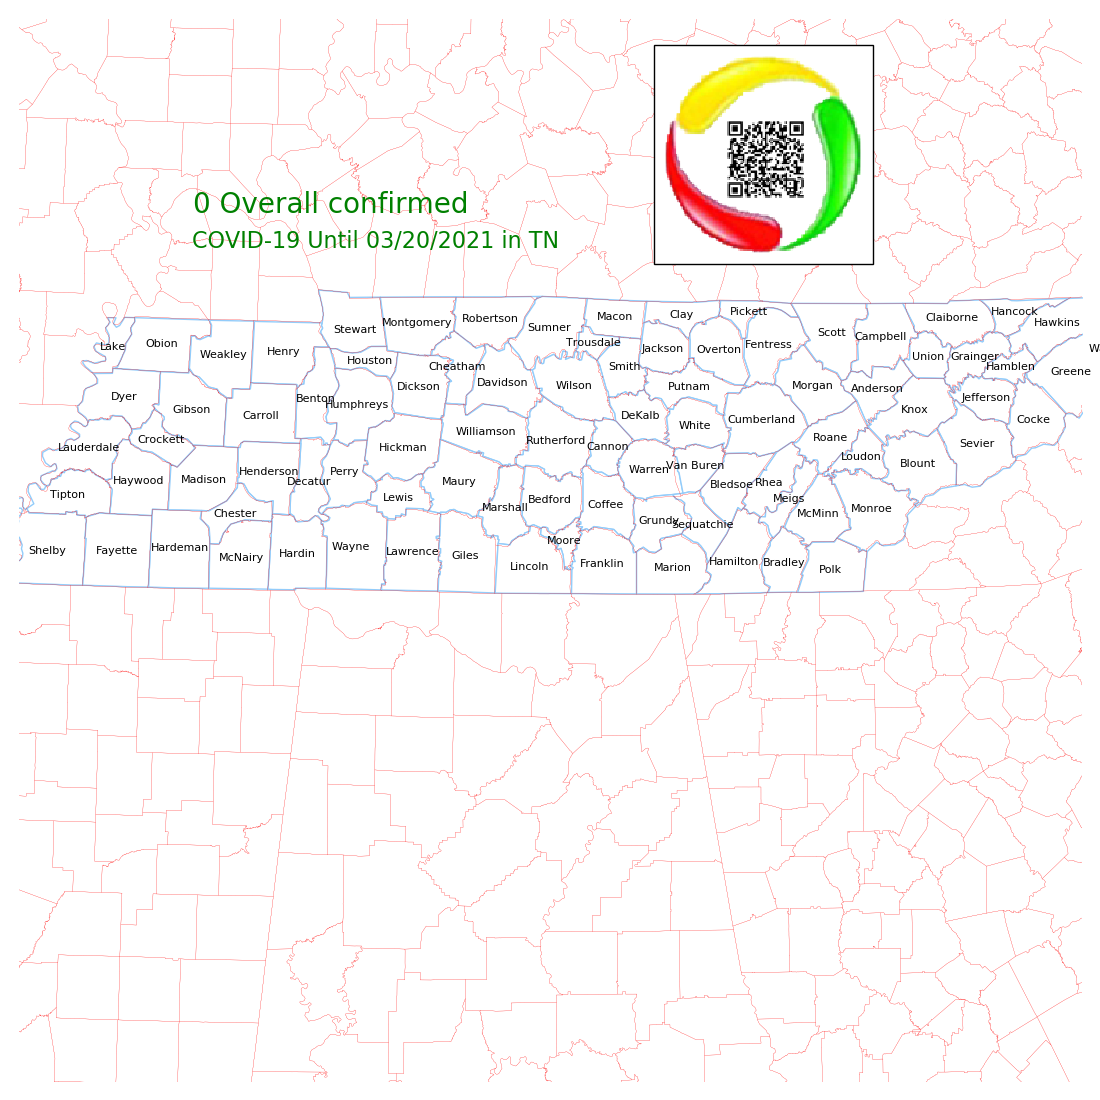 0 Overall confirmed
COVID-19 Until 03/20/2021 in TN
Lake
Obion
Weakley
Henry
Stewart
Montgomery
Robertson
Sumner
Macon
Trousdale
Clay
Pickett
Scott
Campbell
Claiborne
Hancock
Hawkins
Houston
Cheatham
Dickson
Davidson
Wilson
Smith
Jackson
Overton
Fentress
Union
Grainger
Hamblen
Greene
Dyer
Gibson
Carroll
Benton
Humphreys
Putnam
Morgan
Anderson
Knox
Jefferson
Cocke
DeKalb
White
Cumberland
Lauderdale
Crockett
Williamson
Hickman
Rutherford
Cannon
Roane
Loudon
Blount
Sevier
Tipton
Haywood
Madison
Henderson
Decatur
Perry
Lewis
Maury
Marshall
Bedford
Coffee
Warren
Van Buren
Bledsoe
Rhea
Meigs
McMinn
Monroe
Chester
Grundy
Sequatchie
Shelby
Fayette
Hardeman
McNairy
Hardin
Wayne
Lawrence
Giles
Moore
Lincoln
Franklin
Marion
Hamilton
Bradley
Polk